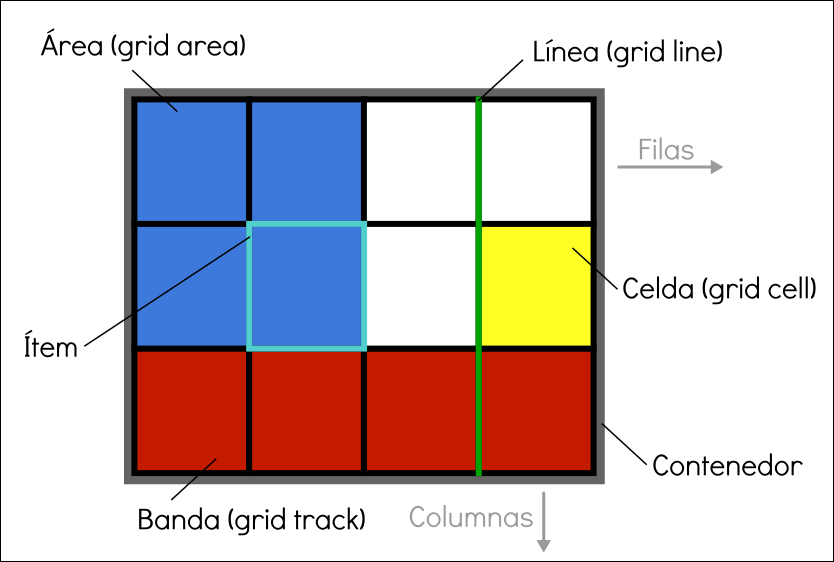 Área (grid area)
Línea (grid line)
Filas
Celda (grid cell)
Ítem
Contenedor
Banda (grid track)
Columnas